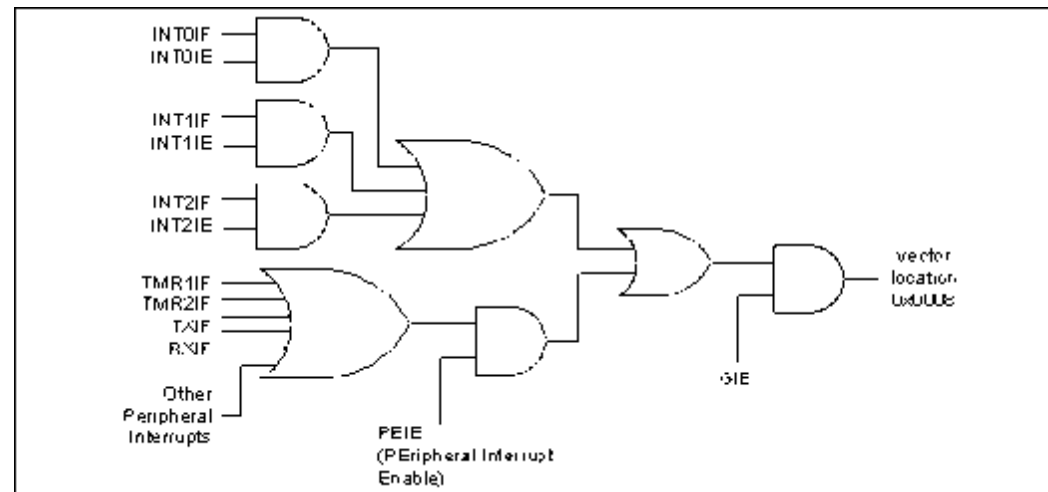 INT0IF
INT0IE
INT1IF
INT1IE
INT2IF
INT2IE
TMR1IF
TMR2IF
TXIF
RXIF
Other
Peripheral
Interrupts
PEIE
(PEripheral Interrupt
Enable)
GIE
vector
location
0x0008